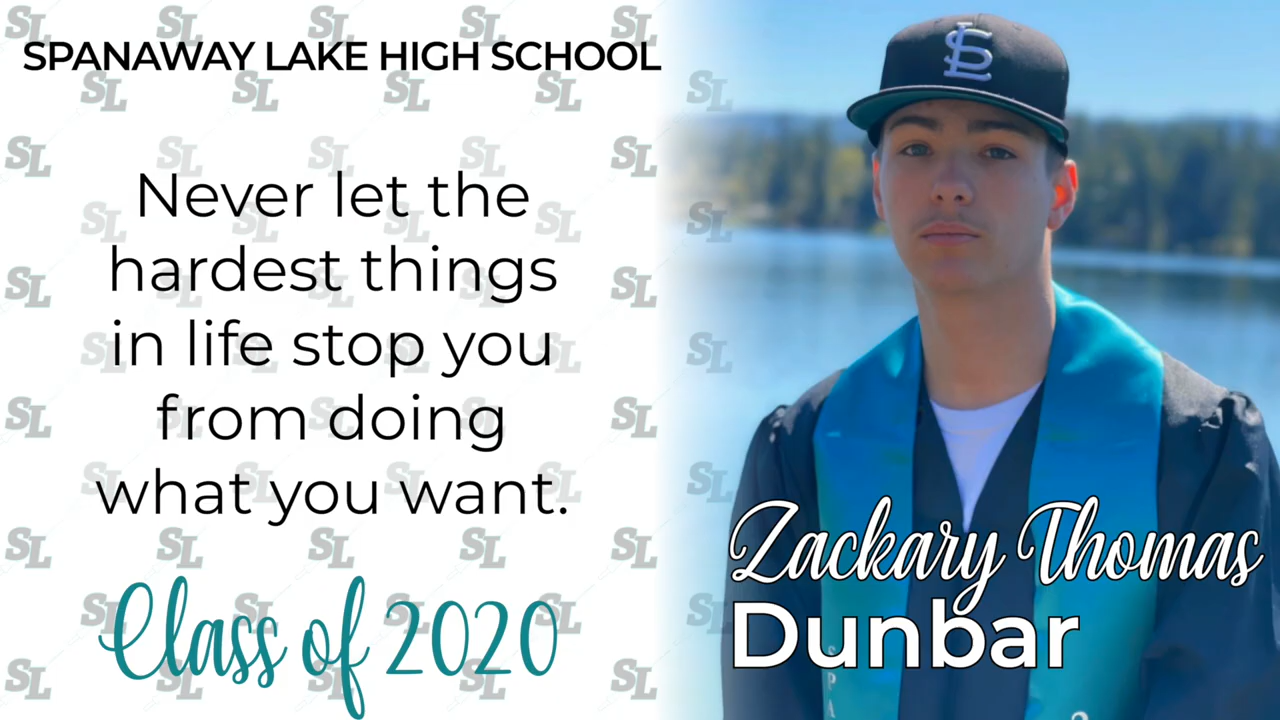 SPANAWAY LAKE HIGH SCHOOL
Never let the
hardest things
in life stop you
from doing
what you want.
Class of 2020
SL
Zackary Thomas
Dunbar
S
P
A